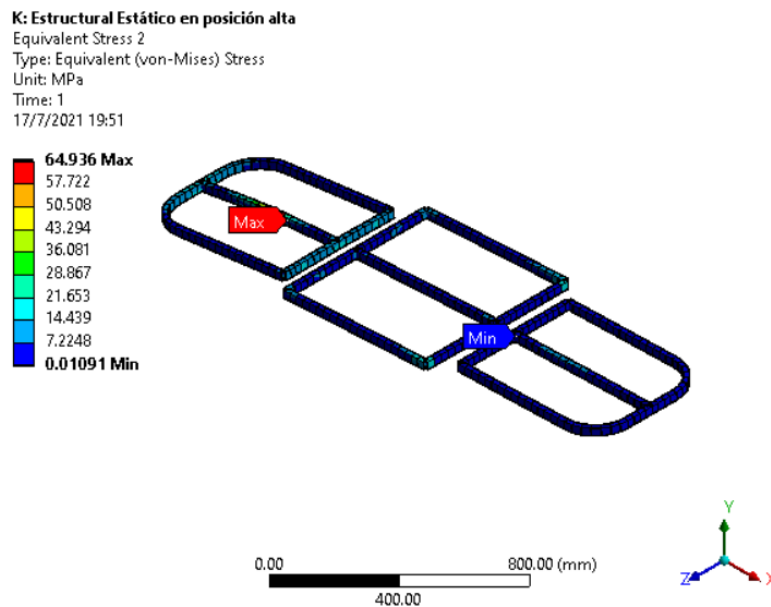 K: Estructural Estático en posición alta
Equivalent Stress 2
Type: Equivalent (von-Mises) Stress
Unit: MPa
Time: 1
17/7/2021 19:51
64.936 Max
57.722
50.508
43.294
36.081
28.867
21.653
14.439
7.2248
0.01091 Min
Max
Min
0.00
800.00 (mm)
400.00
Y
Z
X